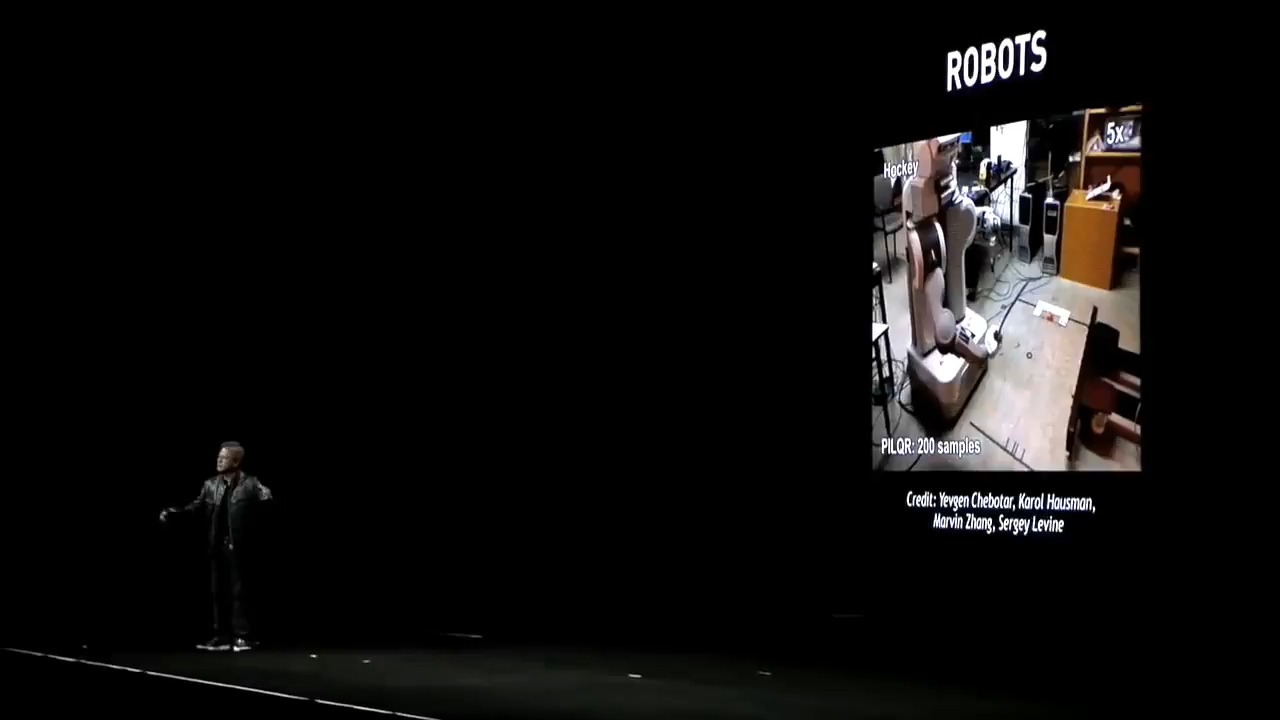 ROBOTS
5x
Hockey
PILQR: 200 samples
Credit: Yevgen Chebotar, Karol Hausman,
Marvin Zhang, Sergey Levine